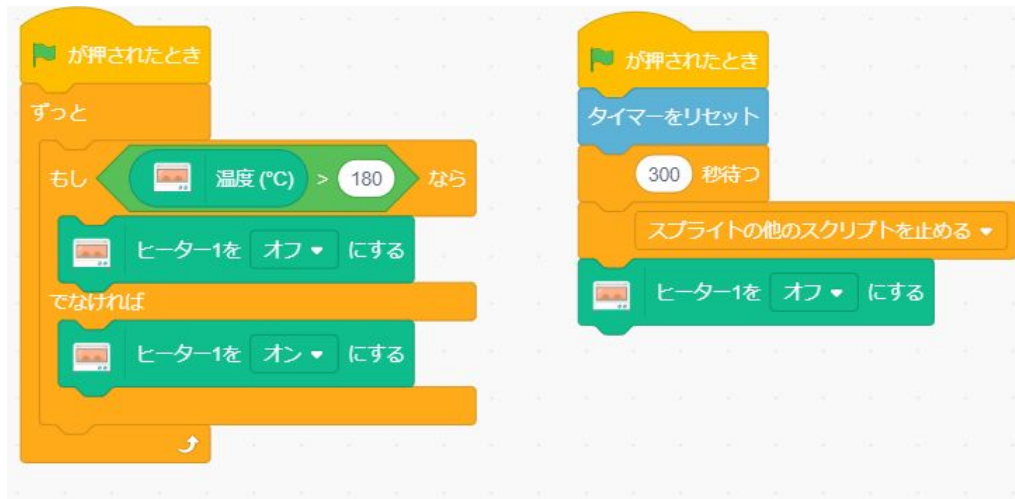 が押されたとき
ずっと
もし 温度 (°C) > 180 なら
ヒーター1を オフ にする
でなければ
ヒーター1を オン にする
が押されたとき
タイマーをリセット
300 秒待つ
スプライトの他のスクリプトを止める
ヒーター1を オフ にする